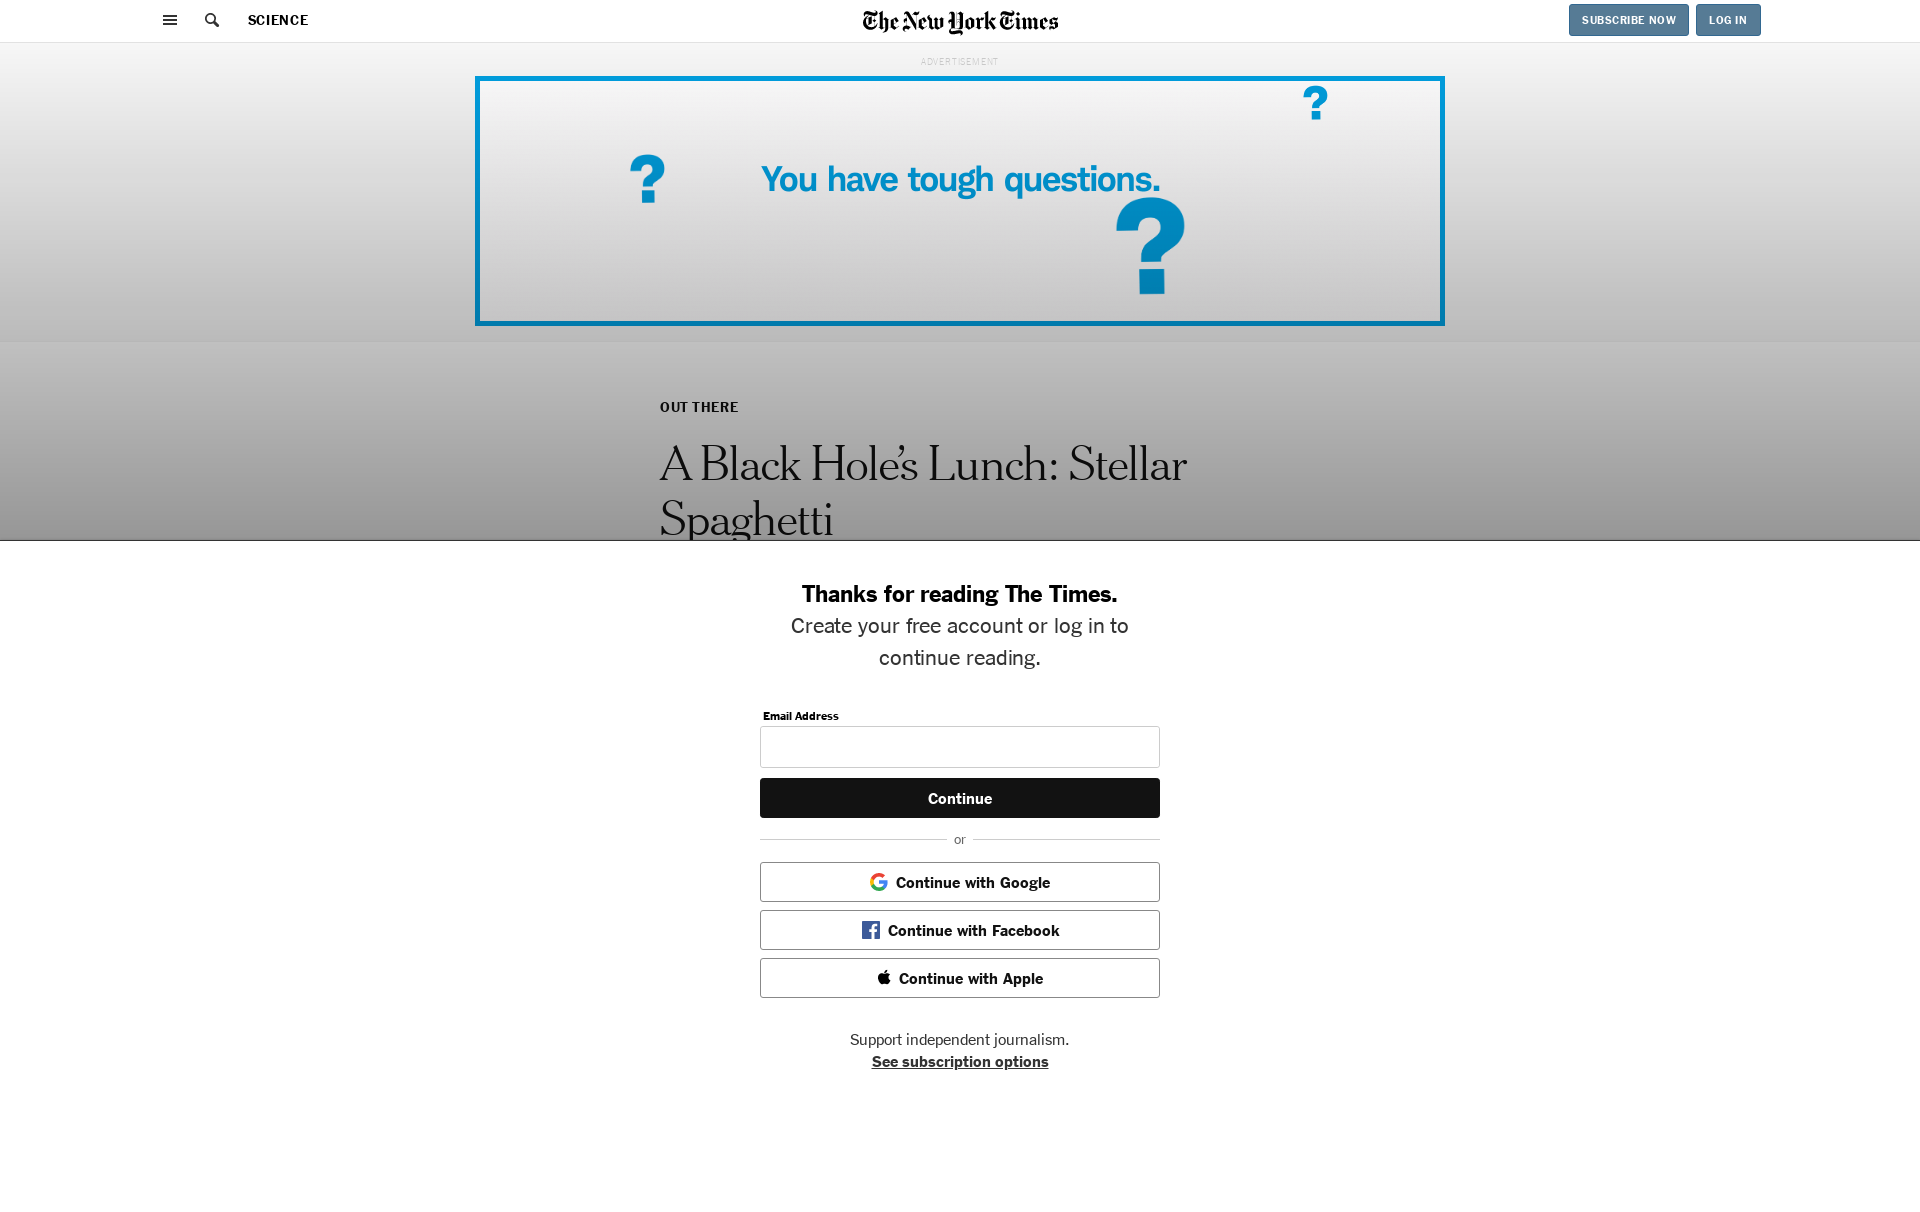 SCIENCE
The New York Times
SUBSCRIBE NOW
LOG IN
ADVERTISEMENT
?
?
You have tough questions.
?
OUT THERE
A Black Hole’s Lunch: Stellar
Spaghetti
Thanks for reading The Times.
Create your free account or log in to
continue reading.
Email Address
Continue
or
Continue with Google
Continue with Facebook
Continue with Apple
Support independent journalism.
See subscription options